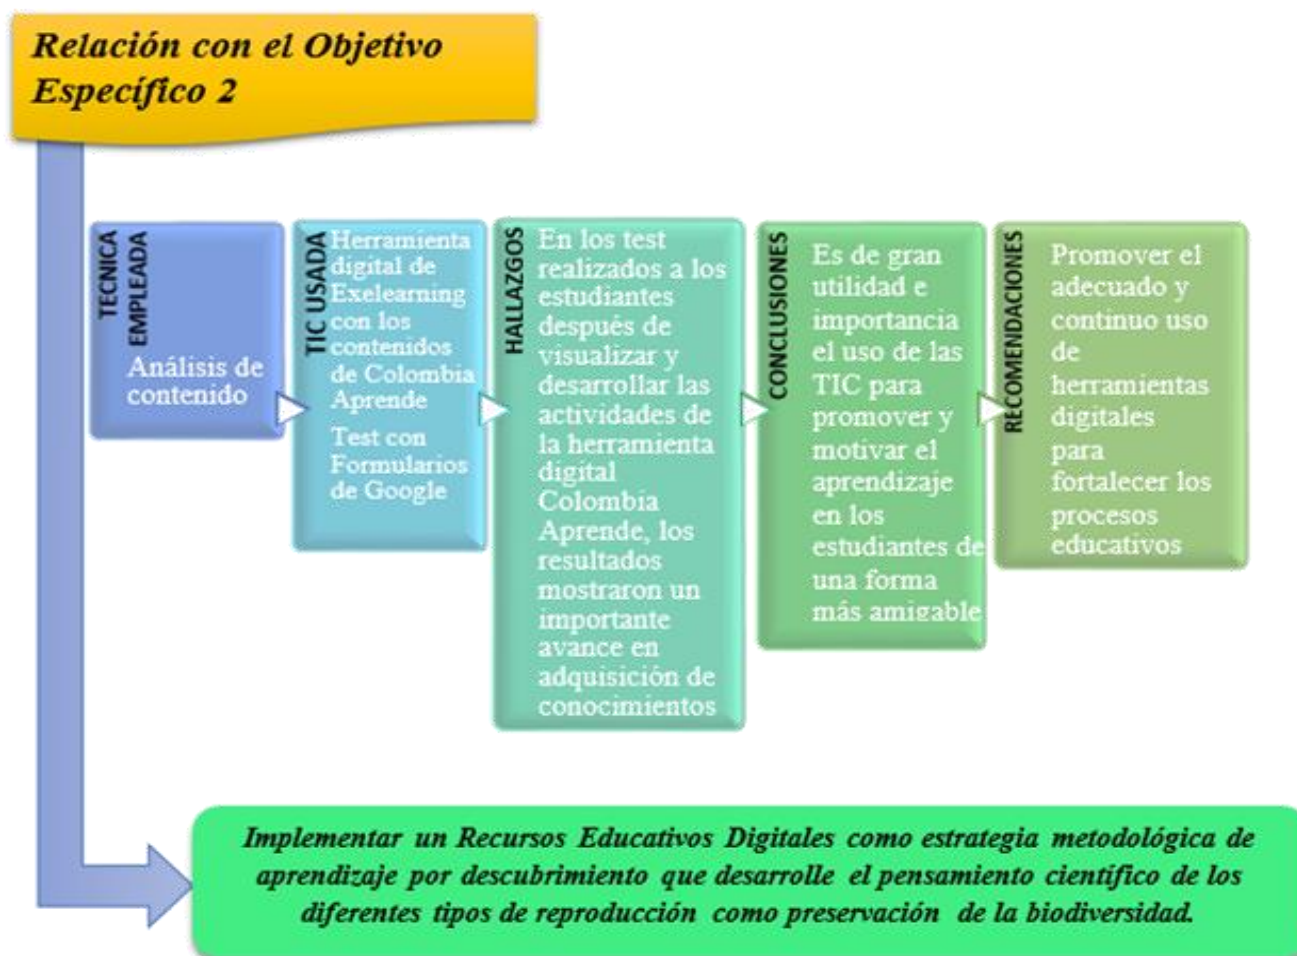 Relación con el Objetivo
Específico 2
TECNICA
EMPLEADA
Análisis de
contenido
TIC USADA
Herramienta
digital de
Exelearning
con los
contenidos
de Colombia
Aprende
Test con
Formularios
de Google
HALLAZGOS
En los test
realizados a los
estudiantes
después de
visualizar y
desarrollar las
actividades de
la herramienta
digital
Colombia
Aprende, los
resultados
mostraron un
importante
avance en
adquisición de
conocimientos
CONCLUSIONES
Es de gran
utilidad e
importancia
el uso de las
TIC para
promover y
motivar el
aprendizaje
en los
estudiantes de
una forma
más amigable
RECOMENDACIONES
Promover el
adecuado y
continuo uso
de
herramientas
digitales
para
fortalecer los
procesos
educativos
Implementar un Recursos Educativos Digitales como estrategia metodológica de
aprendizaje por descubrimiento que desarrolle el pensamiento científico de los
diferentes tipos de reproducción como preservación de la biodiversidad.